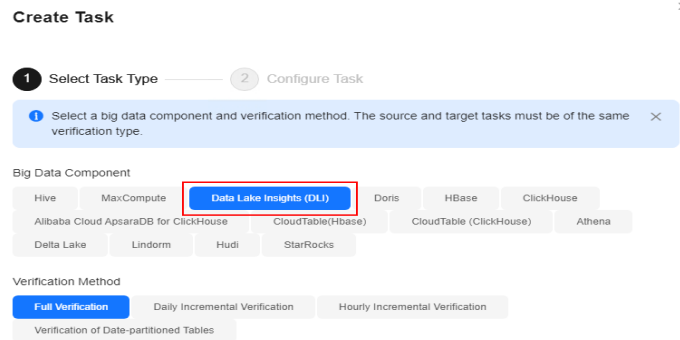 Create Task
1 Select Task Type 2 Configure Task
Select a big data component and verification method. The source and target tasks must be of the same
verification type.
Big Data Component
Hive MaxCompute Data Lake Insights (DLI) Doris HBase ClickHouse
Alibaba Cloud ApsaraDB for ClickHouse CloudTable(Hbase) CloudTable (ClickHouse) Athena
Delta Lake Lindorm Hudi StarRocks
Verification Method
Full Verification Daily Incremental Verification Hourly Incremental Verification
Verification of Date-partitioned Tables